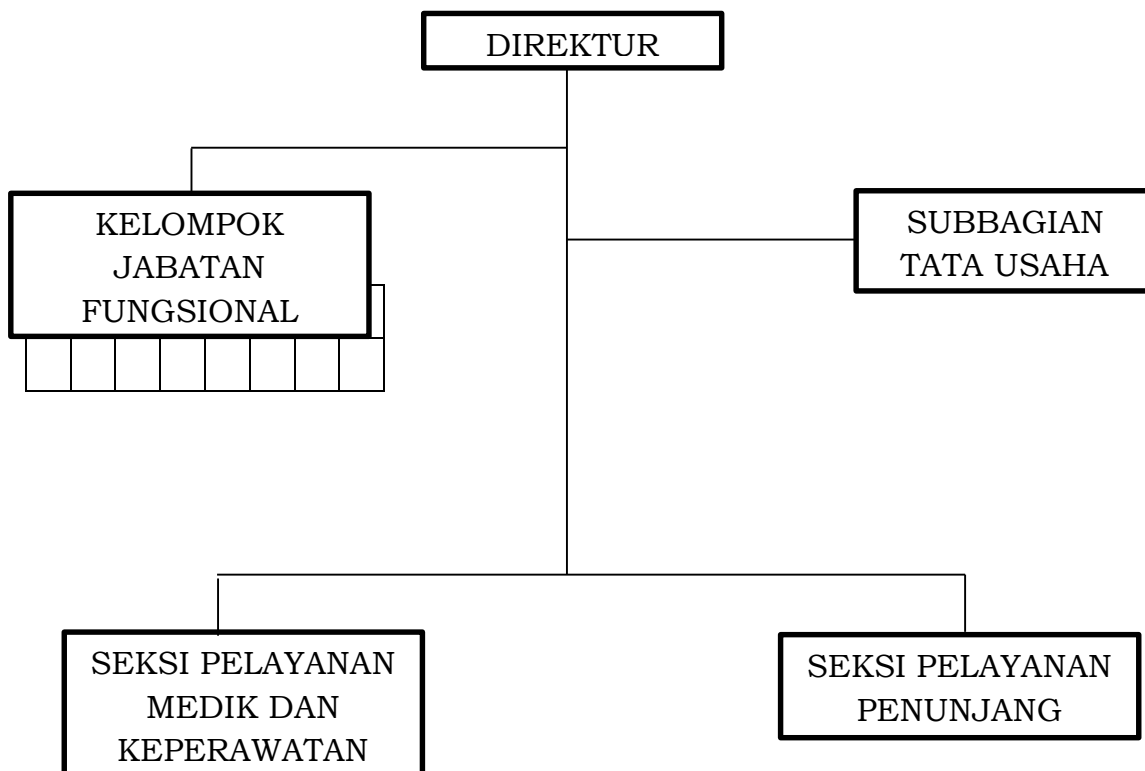 DIREKTUR
KELOMPOK
JABATAN
FUNGSIONAL
SUBBAGIAN
TATA USAHA
SEKSI PELAYANAN
MEDIK DAN
KEPERAWATAN
SEKSI PELAYANAN
PENUNJANG